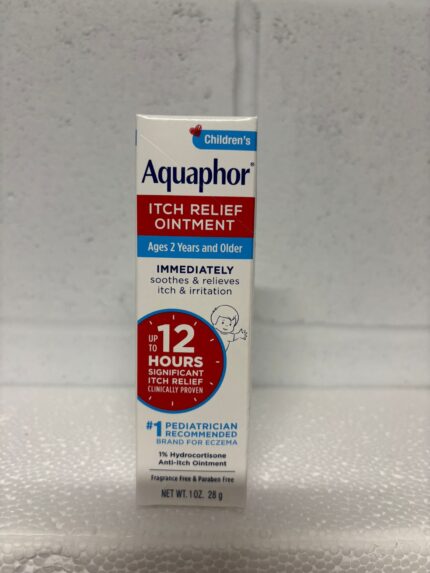 Children's
Aquaphor®
ITCH RELIEF
OINTMENT
Ages 2 Years and Older
IMMEDIATELY
soothes & relieves
itch & irritation
UP TO 12
HOURS
SIGNIFICANT
ITCH RELIEF
CLINICALLY PROVEN
#1 PEDIATRICIAN
RECOMMENDED
BRAND FOR ECZEMA
1% Hydrocortisone
Anti-itch Ointment
Fragrance Free & Paraben Free
NET WT. 1 OZ. 28 g